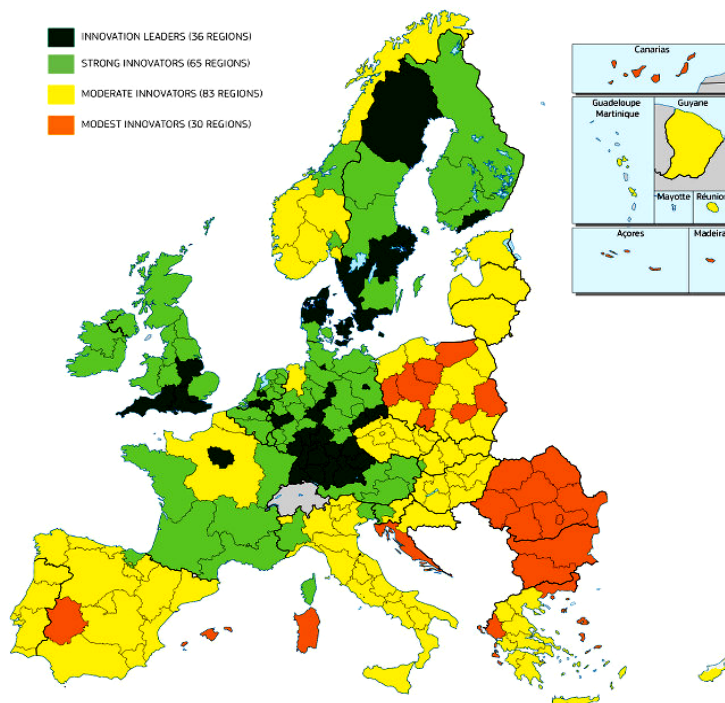 INNOVATION LEADERS (36 REGIONS)
STRONG INNOVATORS (65 REGIONS)
MODERATE INNOVATORS (83 REGIONS)
MODEST INNOVATORS (30 REGIONS)
Canarias
Guadeloupe
Martinique
Guyane
Mayotte
Réunion
Açores
Madeira